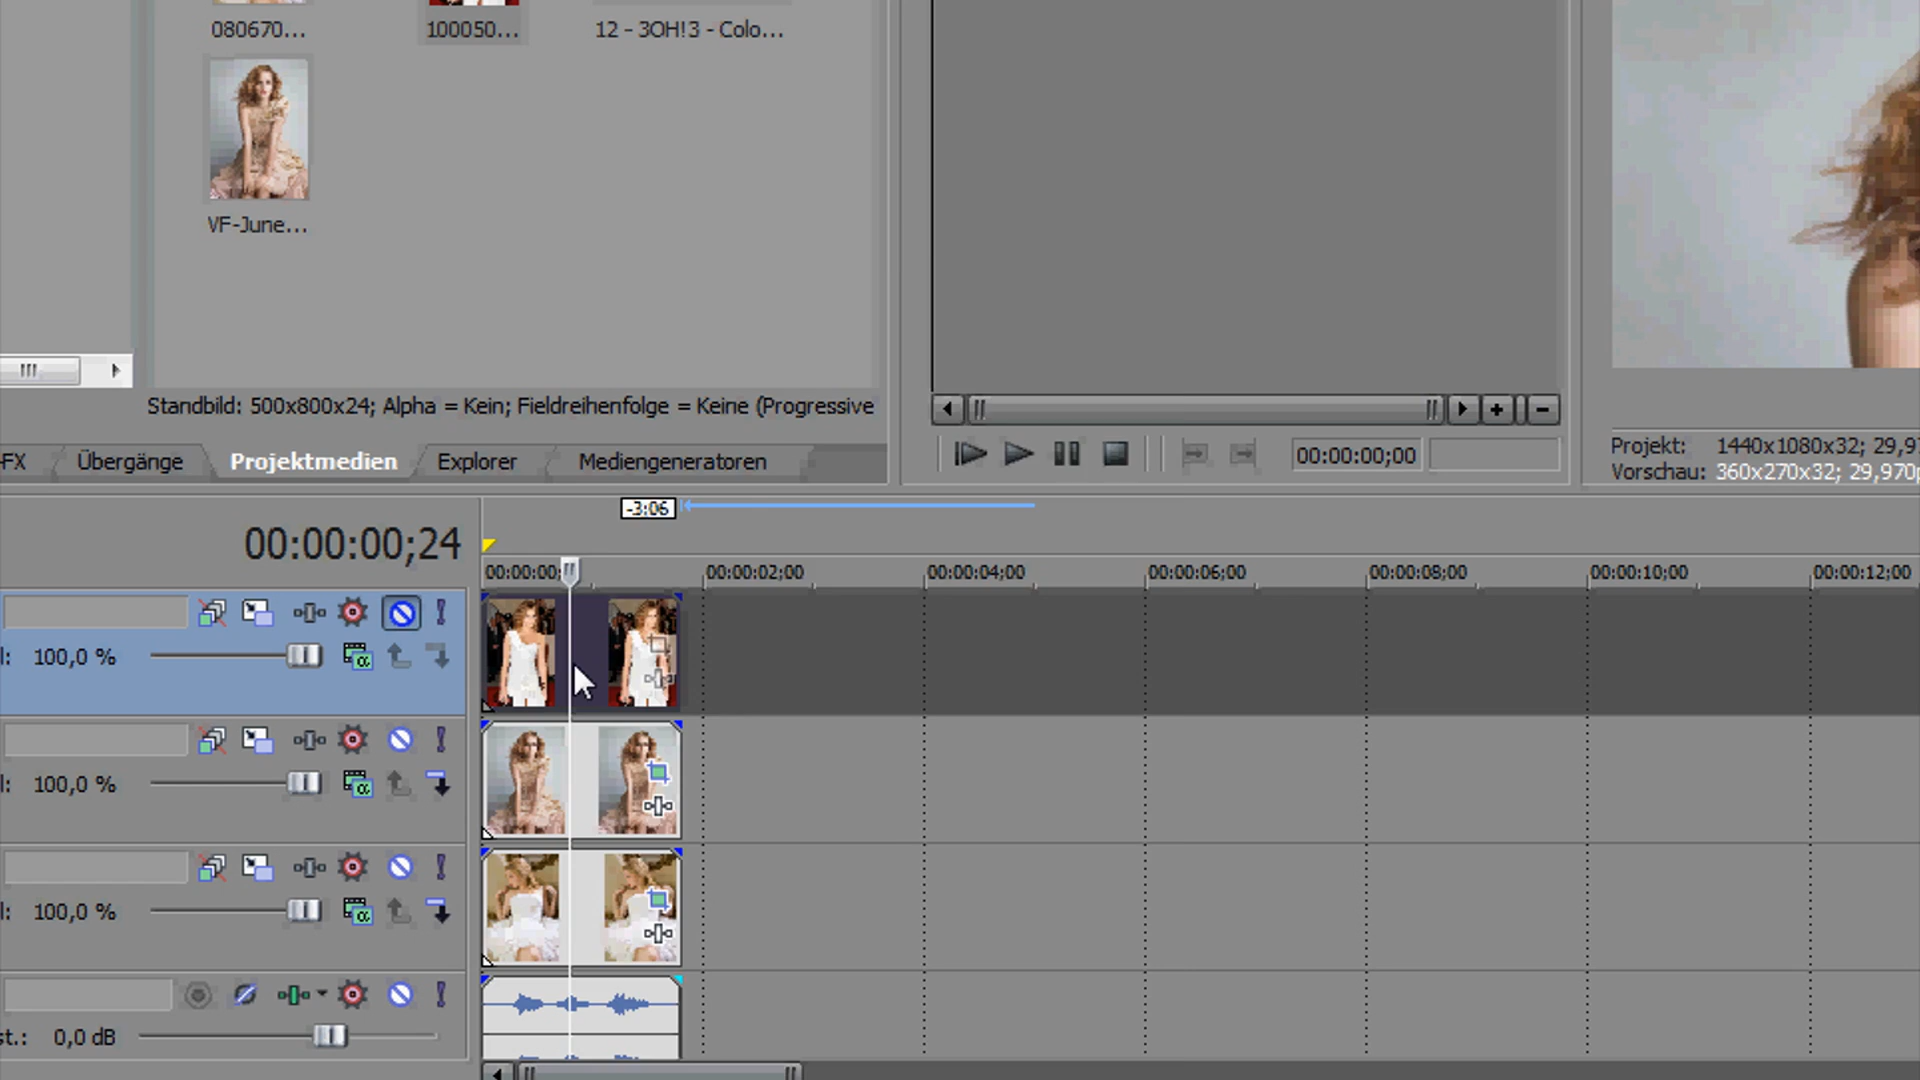 080670...
100050...
12 - 3OH!3 - Colo...
VF-June...
Standbild: 500x800x24; Alpha = Kein; Fieldreihenfolge = Keine (Progressive
FX
Übergänge
Projektmedien
Explorer
Mediengeneratoren
00:00:00;00
Projekt: 1440x1080x32; 29,97
Vorschau: 360x270x32; 29,970p
-3:06
00:00:00;24
00:00:00;
00:00:02;00
00:00:04;00
00:00:06;00
00:00:08;00
00:00:10;00
00:00:12;00
l: 100,0 %
l: 100,0 %
l: 100,0 %
st.: 0,0 dB